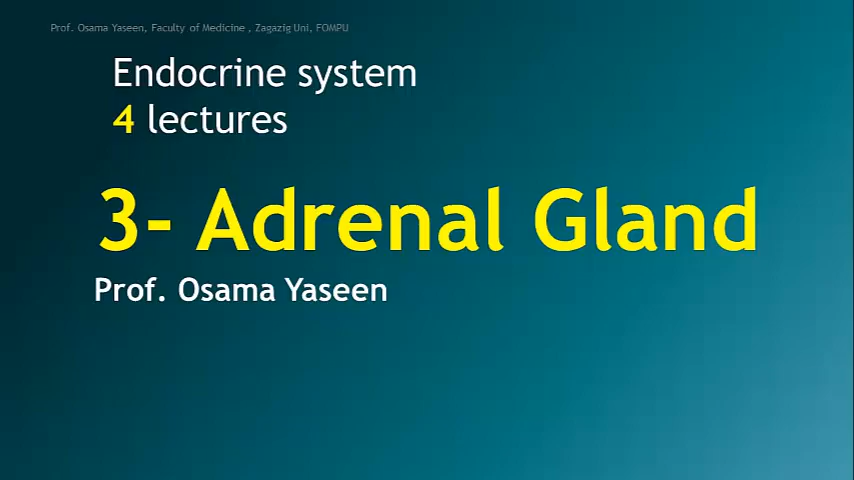 Prof. Osama Yaseen, Faculty of Medicine , Zagazig Uni, FOMPU
Endocrine system
4 lectures
3- Adrenal Gland
Prof. Osama Yaseen